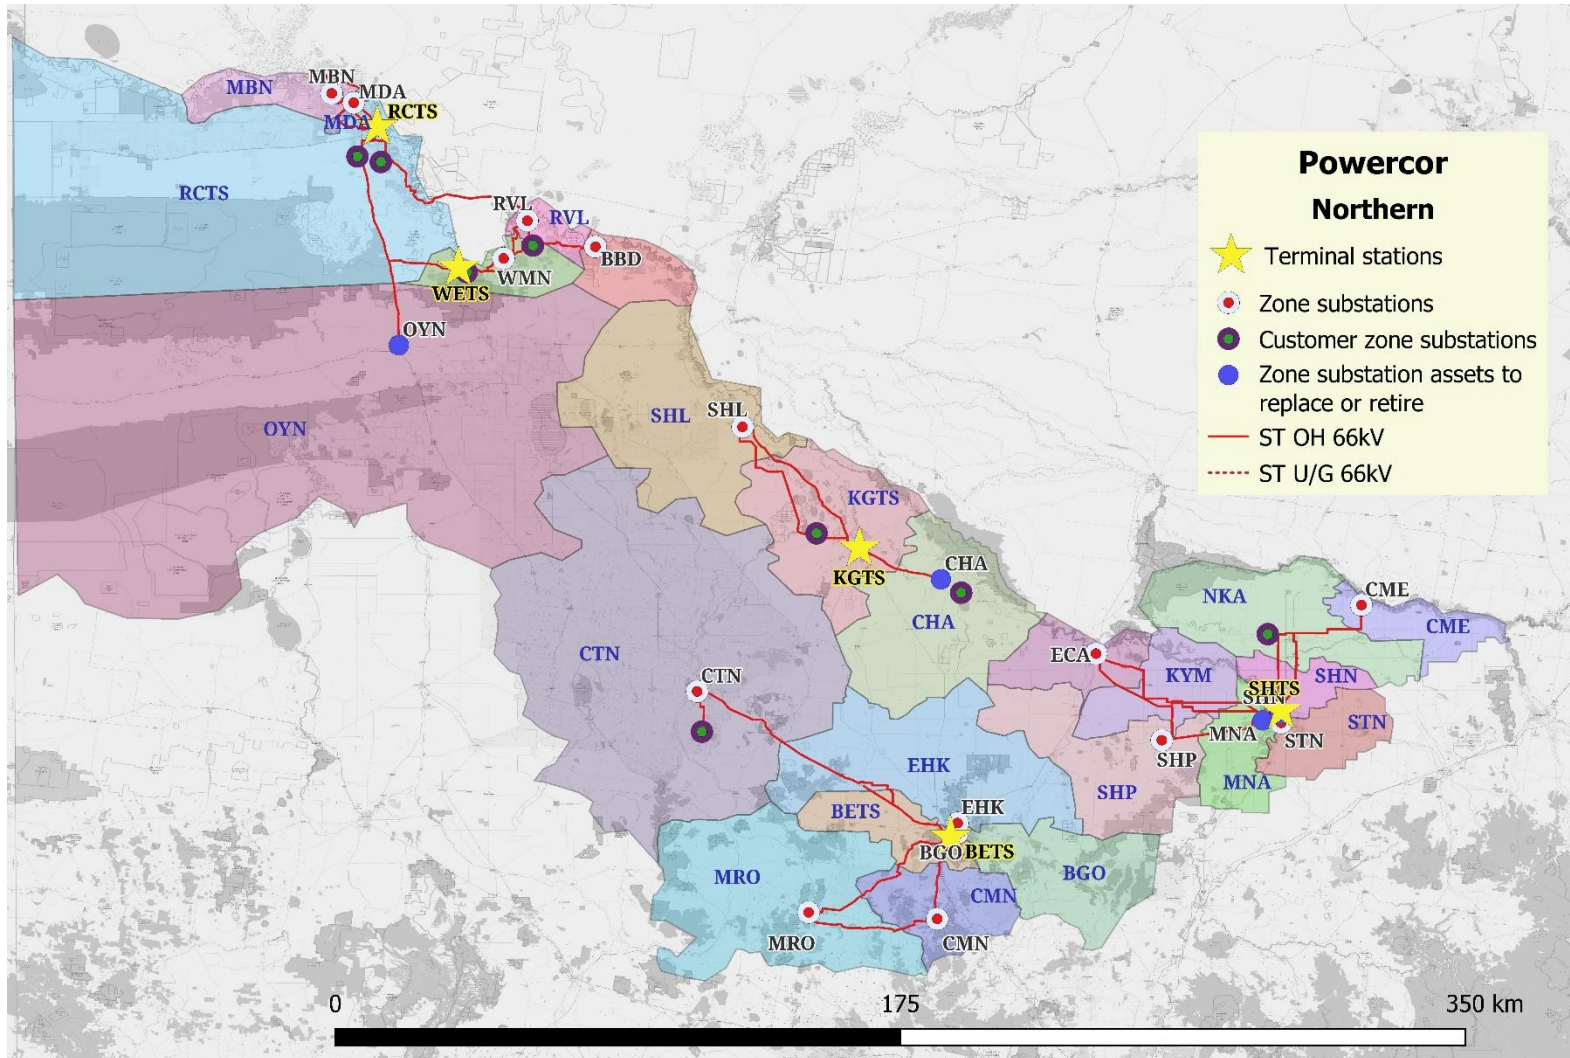 MBN
MBN
MDA
MDA
RCTS
RCTS
RVL
RVL
BBD
WMN
WETS
OYN
OYN
SHL
SHL
KGTS
KGTS
CHA
CHA
CTN
CTN
ECA
KYM
NKA
CME
CME
SHN
SHTS
SHN
STN
STN
MNA
MNA
SHP
SHP
EHK
EHK
BETS
BGO
BETS
BGO
MRO
MRO
CMN
CMN
Powercor
Northern
Terminal stations
Zone substations
Customer zone substations
Zone substation assets to
replace or retire
ST OH 66kV
ST U/G 66kV
0
175
350 km